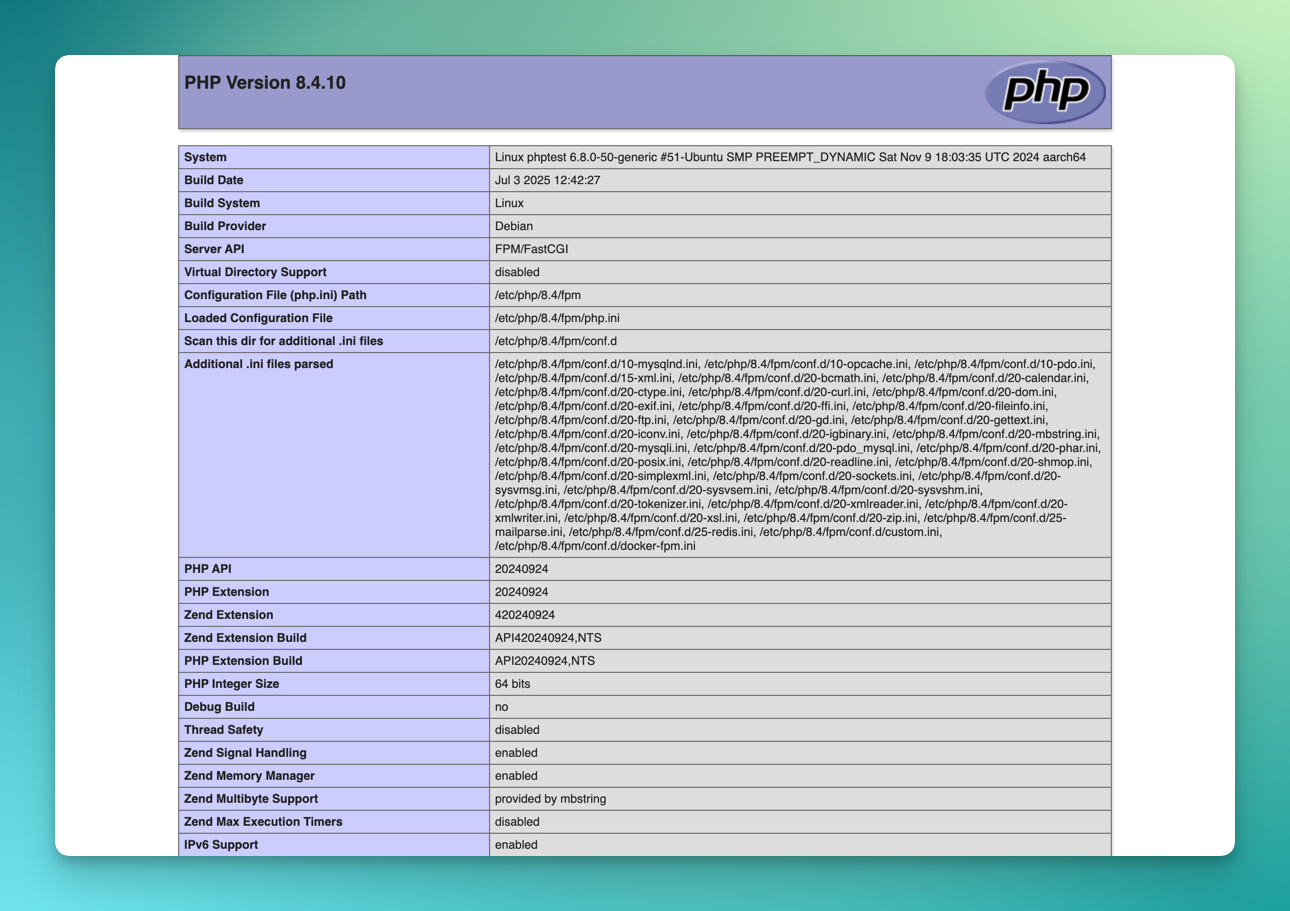 PHP Version 8.4.10
php
System Linux phptest 6.8.0-50-generic #51-Ubuntu SMP PREEMPT_DYNAMIC Sat Nov 9 18:03:35 UTC 2024 aarch64
Build Date Jul 3 2025 12:42:27
Build System Linux
Build Provider Debian
Server API FPM/FastCGI
Virtual Directory Support disabled
Configuration File (php.ini) Path /etc/php/8.4/fpm
Loaded Configuration File /etc/php/8.4/fpm/php.ini
Scan this dir for additional .ini files /etc/php/8.4/fpm/conf.d
Additional .ini files parsed /etc/php/8.4/fpm/conf.d/10-mysqlnd.ini, /etc/php/8.4/fpm/conf.d/10-opcache.ini, /etc/php/8.4/fpm/conf.d/10-pdo.ini,
/etc/php/8.4/fpm/conf.d/15-xml.ini, /etc/php/8.4/fpm/conf.d/20-bcmath.ini, /etc/php/8.4/fpm/conf.d/20-calendar.ini,
/etc/php/8.4/fpm/conf.d/20-ctype.ini, /etc/php/8.4/fpm/conf.d/20-curl.ini, /etc/php/8.4/fpm/conf.d/20-dom.ini,
/etc/php/8.4/fpm/conf.d/20-exif.ini, /etc/php/8.4/fpm/conf.d/20-ffi.ini, /etc/php/8.4/fpm/conf.d/20-fileinfo.ini,
/etc/php/8.4/fpm/conf.d/20-ftp.ini, /etc/php/8.4/fpm/conf.d/20-gd.ini, /etc/php/8.4/fpm/conf.d/20-gettext.ini,
/etc/php/8.4/fpm/conf.d/20-iconv.ini, /etc/php/8.4/fpm/conf.d/20-igbinary.ini, /etc/php/8.4/fpm/conf.d/20-mbstring.ini,
/etc/php/8.4/fpm/conf.d/20-mysqli.ini, /etc/php/8.4/fpm/conf.d/20-pdo_mysql.ini, /etc/php/8.4/fpm/conf.d/20-phar.ini,
/etc/php/8.4/fpm/conf.d/20-posix.ini, /etc/php/8.4/fpm/conf.d/20-readline.ini, /etc/php/8.4/fpm/conf.d/20-shmop.ini,
/etc/php/8.4/fpm/conf.d/20-simplexml.ini, /etc/php/8.4/fpm/conf.d/20-sockets.ini, /etc/php/8.4/fpm/conf.d/20-
sysvmsg.ini, /etc/php/8.4/fpm/conf.d/20-sysvsem.ini, /etc/php/8.4/fpm/conf.d/20-sysvshm.ini,
/etc/php/8.4/fpm/conf.d/20-tokenizer.ini, /etc/php/8.4/fpm/conf.d/20-xmlreader.ini, /etc/php/8.4/fpm/conf.d/20-
xmlwriter.ini, /etc/php/8.4/fpm/conf.d/20-xsl.ini, /etc/php/8.4/fpm/conf.d/20-zip.ini, /etc/php/8.4/fpm/conf.d/25-
mailparse.ini, /etc/php/8.4/fpm/conf.d/25-redis.ini, /etc/php/8.4/fpm/conf.d/custom.ini,
/etc/php/8.4/fpm/conf.d/docker-fpm.ini
PHP API 20240924
PHP Extension 20240924
Zend Extension 420240924
Zend Extension Build API420240924,NTS
PHP Extension Build API20240924,NTS
PHP Integer Size 64 bits
Debug Build no
Thread Safety disabled
Zend Signal Handling enabled
Zend Memory Manager enabled
Zend Multibyte Support provided by mbstring
Zend Max Execution Timers disabled
IPv6 Support enabled